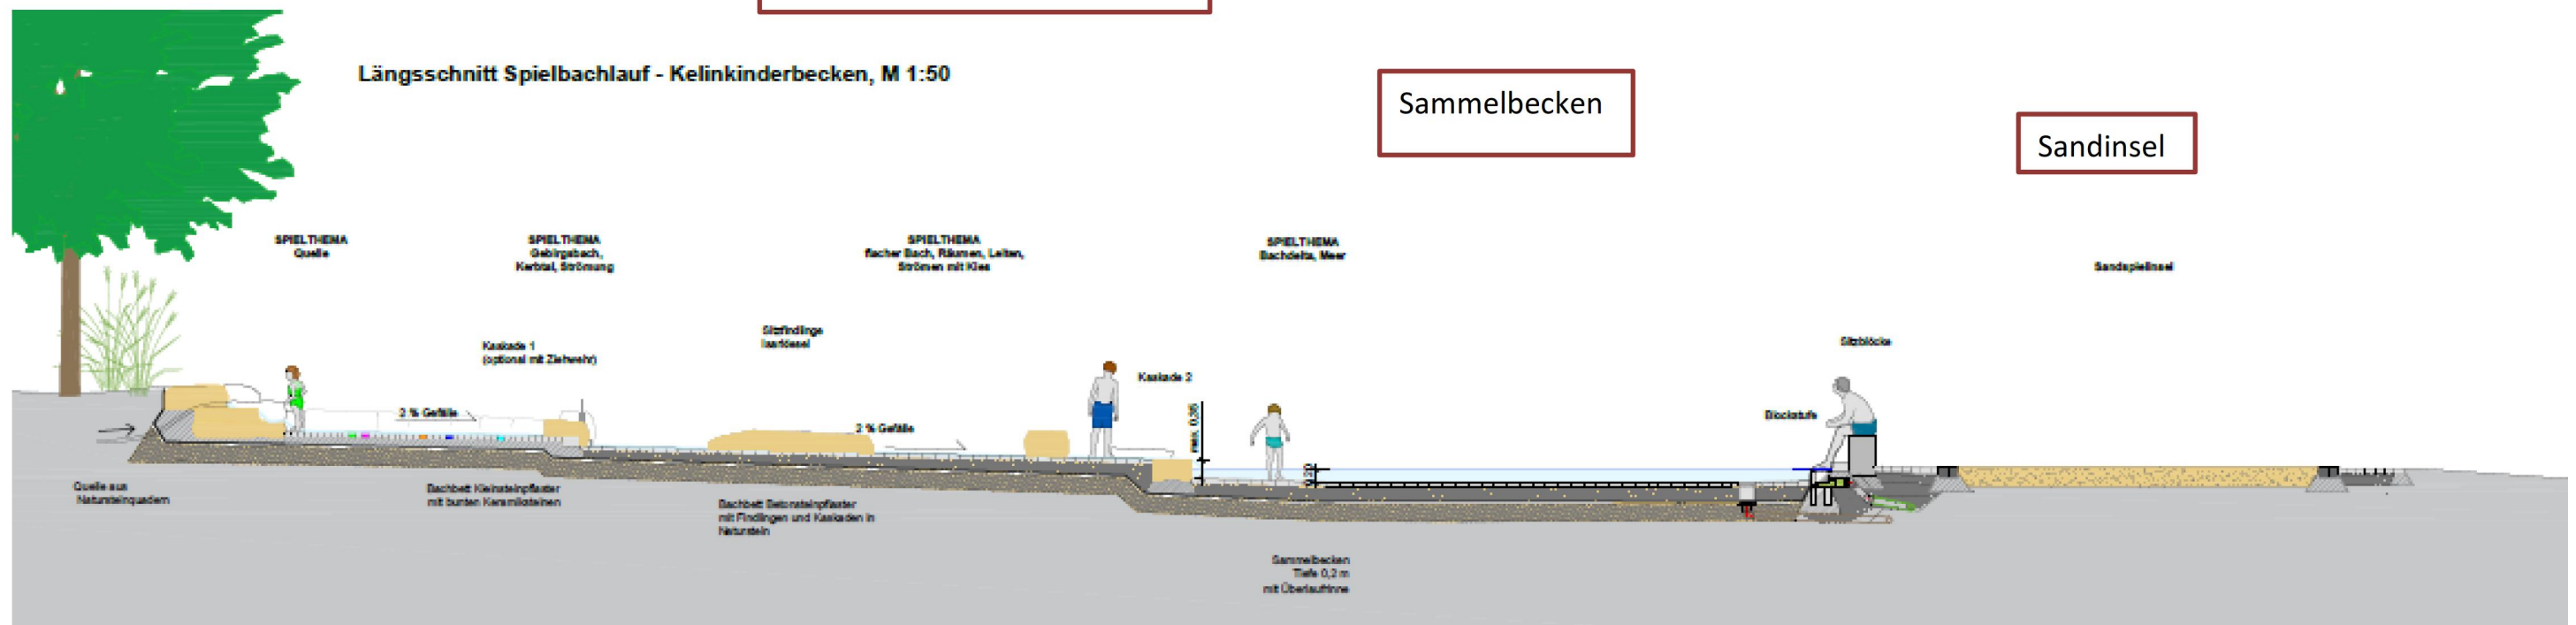 Längsschnitt Spielbachlauf - Kelinkinderbecken, M 1:50
Sammelbecken
Sandinsel
SPIELTHEMA
Quelle
SPIELTHEMA
Gebirgsbach,
Kerbtal, Strömung
SPIELTHEMA
flacher Bach, Räumen, Leiten,
Strömen mit Kies
SPIELTHEMA
Bachdelta, Meer
Sandspielinsel
Kaskade 1
(optional mit Ziehwehr)
Sitzfindlinge
Sitzblöcke
Kaskade 2
2 % Gefälle
2 % Gefälle
max. 0,35
Blockstufe
Quelle aus
Natursteinquadern
Bachbett Kleinsteinpflaster
mit bunten Keramiksteinen
Bachbett Betonsteinpflaster
mit Findlingen und Kaskaden in
Naturstein
Sammelbecken
Tiefe 0,2 m
mit Überlaufrinne